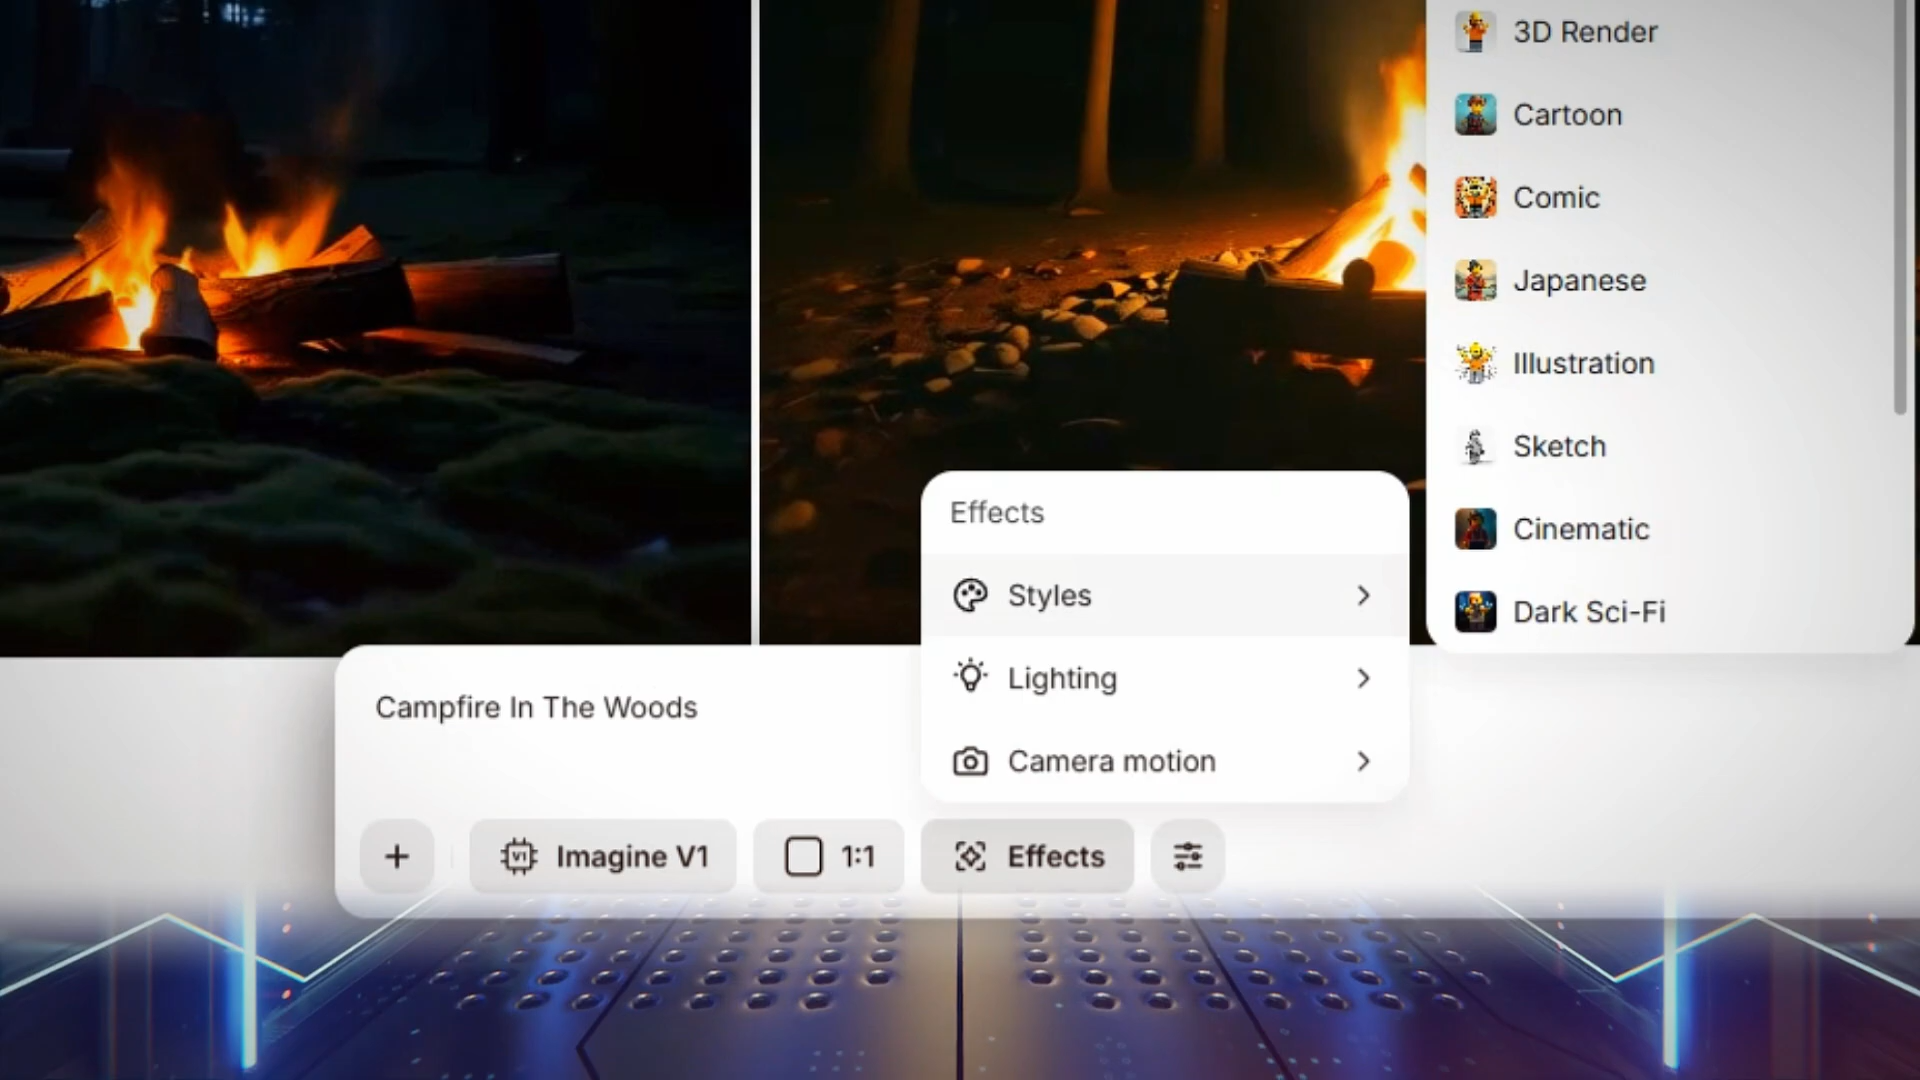 3D Render
Cartoon
Comic
Japanese
Illustration
Sketch
Cinematic
Dark Sci-Fi
Effects
Styles
Lighting
Camera motion
Campfire In The Woods
+
V1
Imagine V1
1:1
Effects